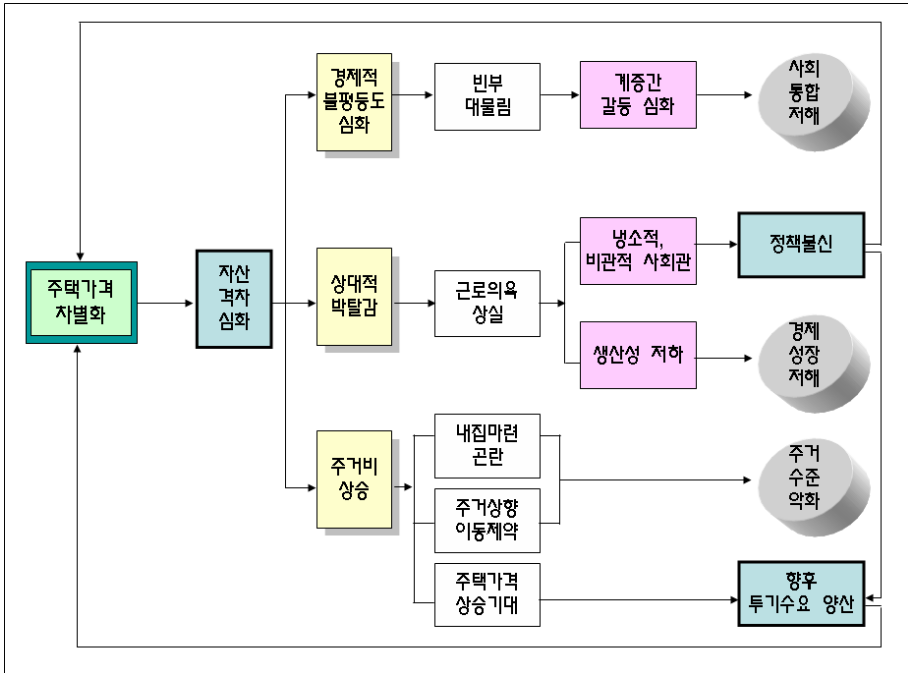 경제적
불평등도
심화
빈부
대물림
계층간
갈등 심화
사회
통합
저해
주택가격
차별화
자산
격차
심화
상대적
박탈감
근로의욕
상실
냉소적,
비관적 사회관
정책불신
생산성 저하
경제
성장
저해
주거비
상승
내집마련
곤란
주거상향
이동제약
주택가격
상승기대
주거
수준
악화
향후
투기수요 양산